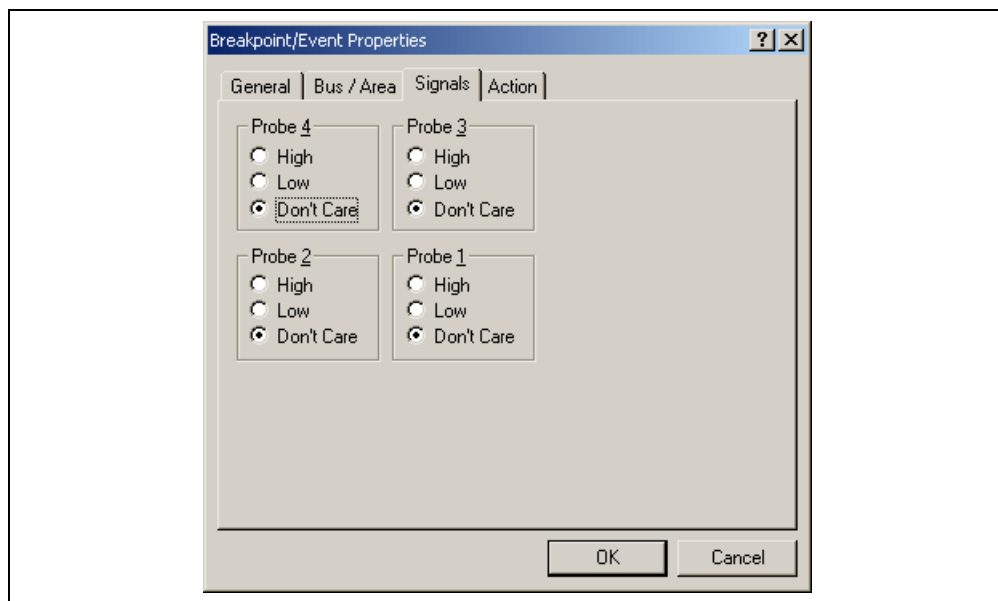 Breakpoint/Event Properties
General Bus / Area Signals Action
Probe 4 Probe 3
High High
Low Low
Don't Care Don't Care
Probe 2 Probe 1
High High
Low Low
Don't Care Don't Care
OK Cancel